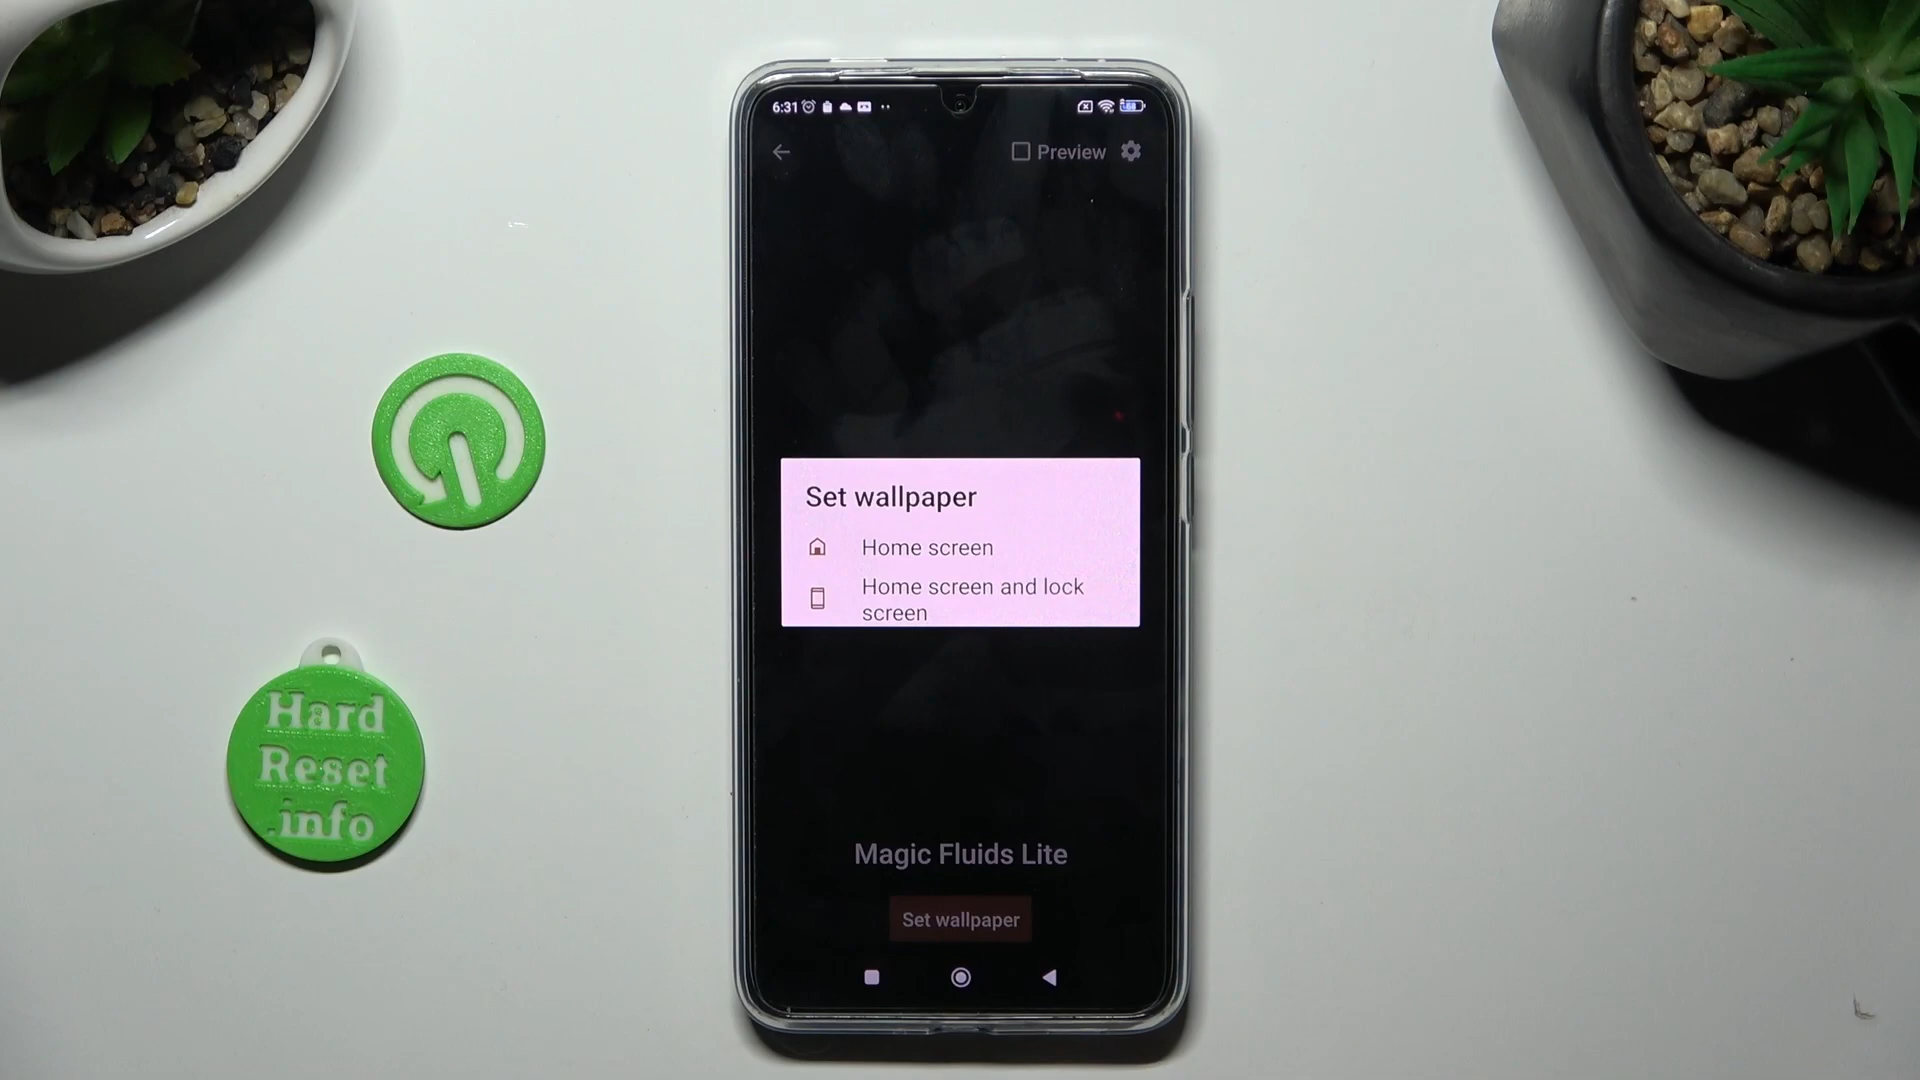 6:31
Preview
Set wallpaper
Home screen
Home screen and lock
screen
Magic Fluids Lite
Set wallpaper
Hard
Reset
.info